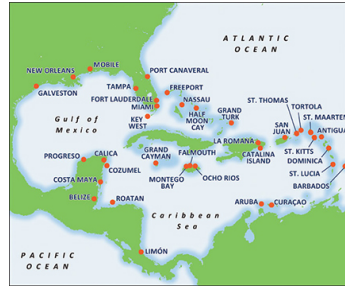 ATLANTIC
OCEAN
MOBILE
NEW ORLEANS
PORT CANAVERAL
GALVESTON
TAMPA
FREEPORT
FORT LAUDERDALE
MIAMI
NASSAU
ST. THOMAS
TORTOLA
Gulf of
Mexico
KEY
WEST
HALF
MOON
CAY
GRAND
TURK
SAN
JUAN
ST. MAARTEN
ANTIGUA
LA ROMANA
PROGRESO
CALICA
GRAND
CAYMAN
FALMOUTH
CATALINA
ISLAND
ST. KITTS
DOMINICA
COZUMEL
COSTA MAYA
MONTEGO
BAY
OCHO RIOS
ST. LUCIA
BARBADOS
BELIZE
ROATAN
ARUBA
CURAÇAO
Caribbean
Sea
LIMÓN
PACIFIC
OCEAN